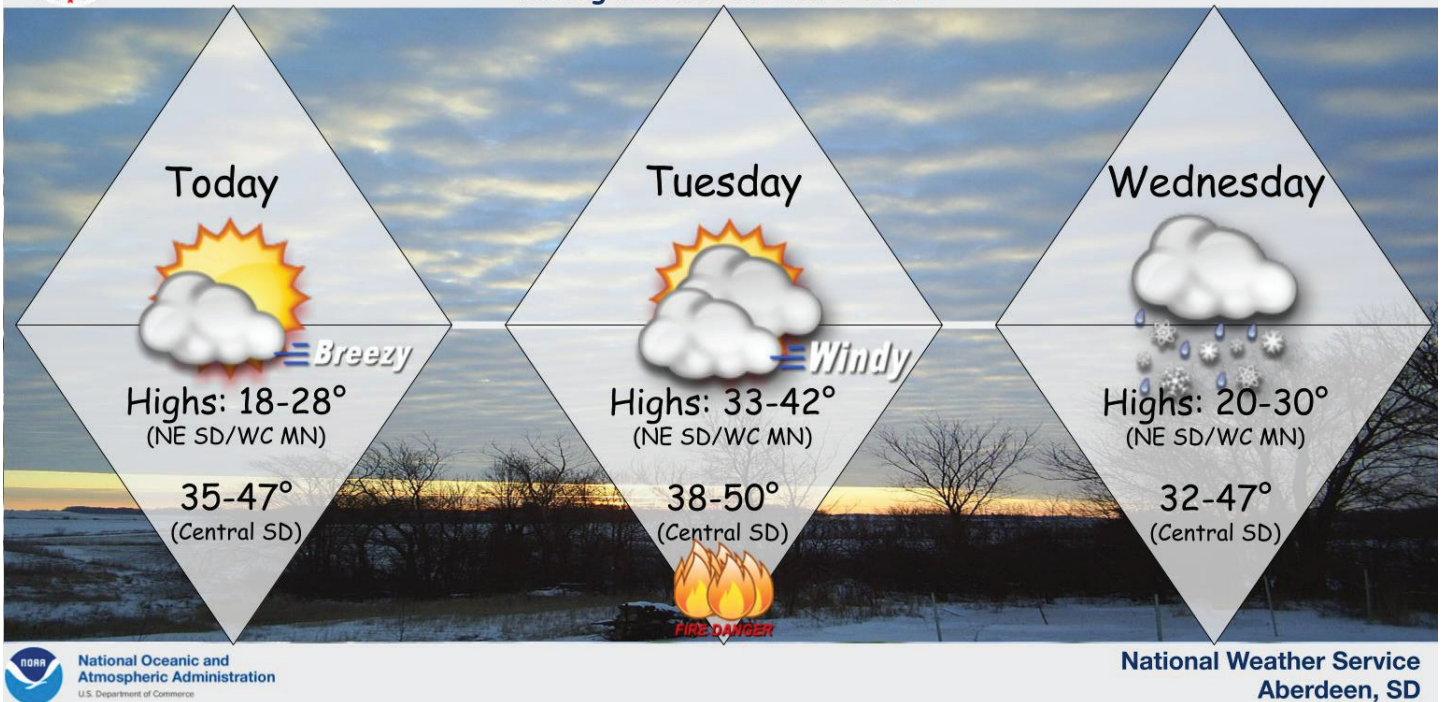 Today
Breezy
Highs: 18-28°
(NE SD/WC MN)
35-47°
(Central SD)
Tuesday
Windy
Highs: 33-42°
(NE SD/WC MN)
38-50°
(Central SD)
FIRE DANGER
Wednesday
Highs: 20-30°
(NE SD/WC MN)
32-47°
(Central SD)
NOAA
National Oceanic and
Atmospheric Administration
U.S. Department of Commerce
National Weather Service
Aberdeen, SD